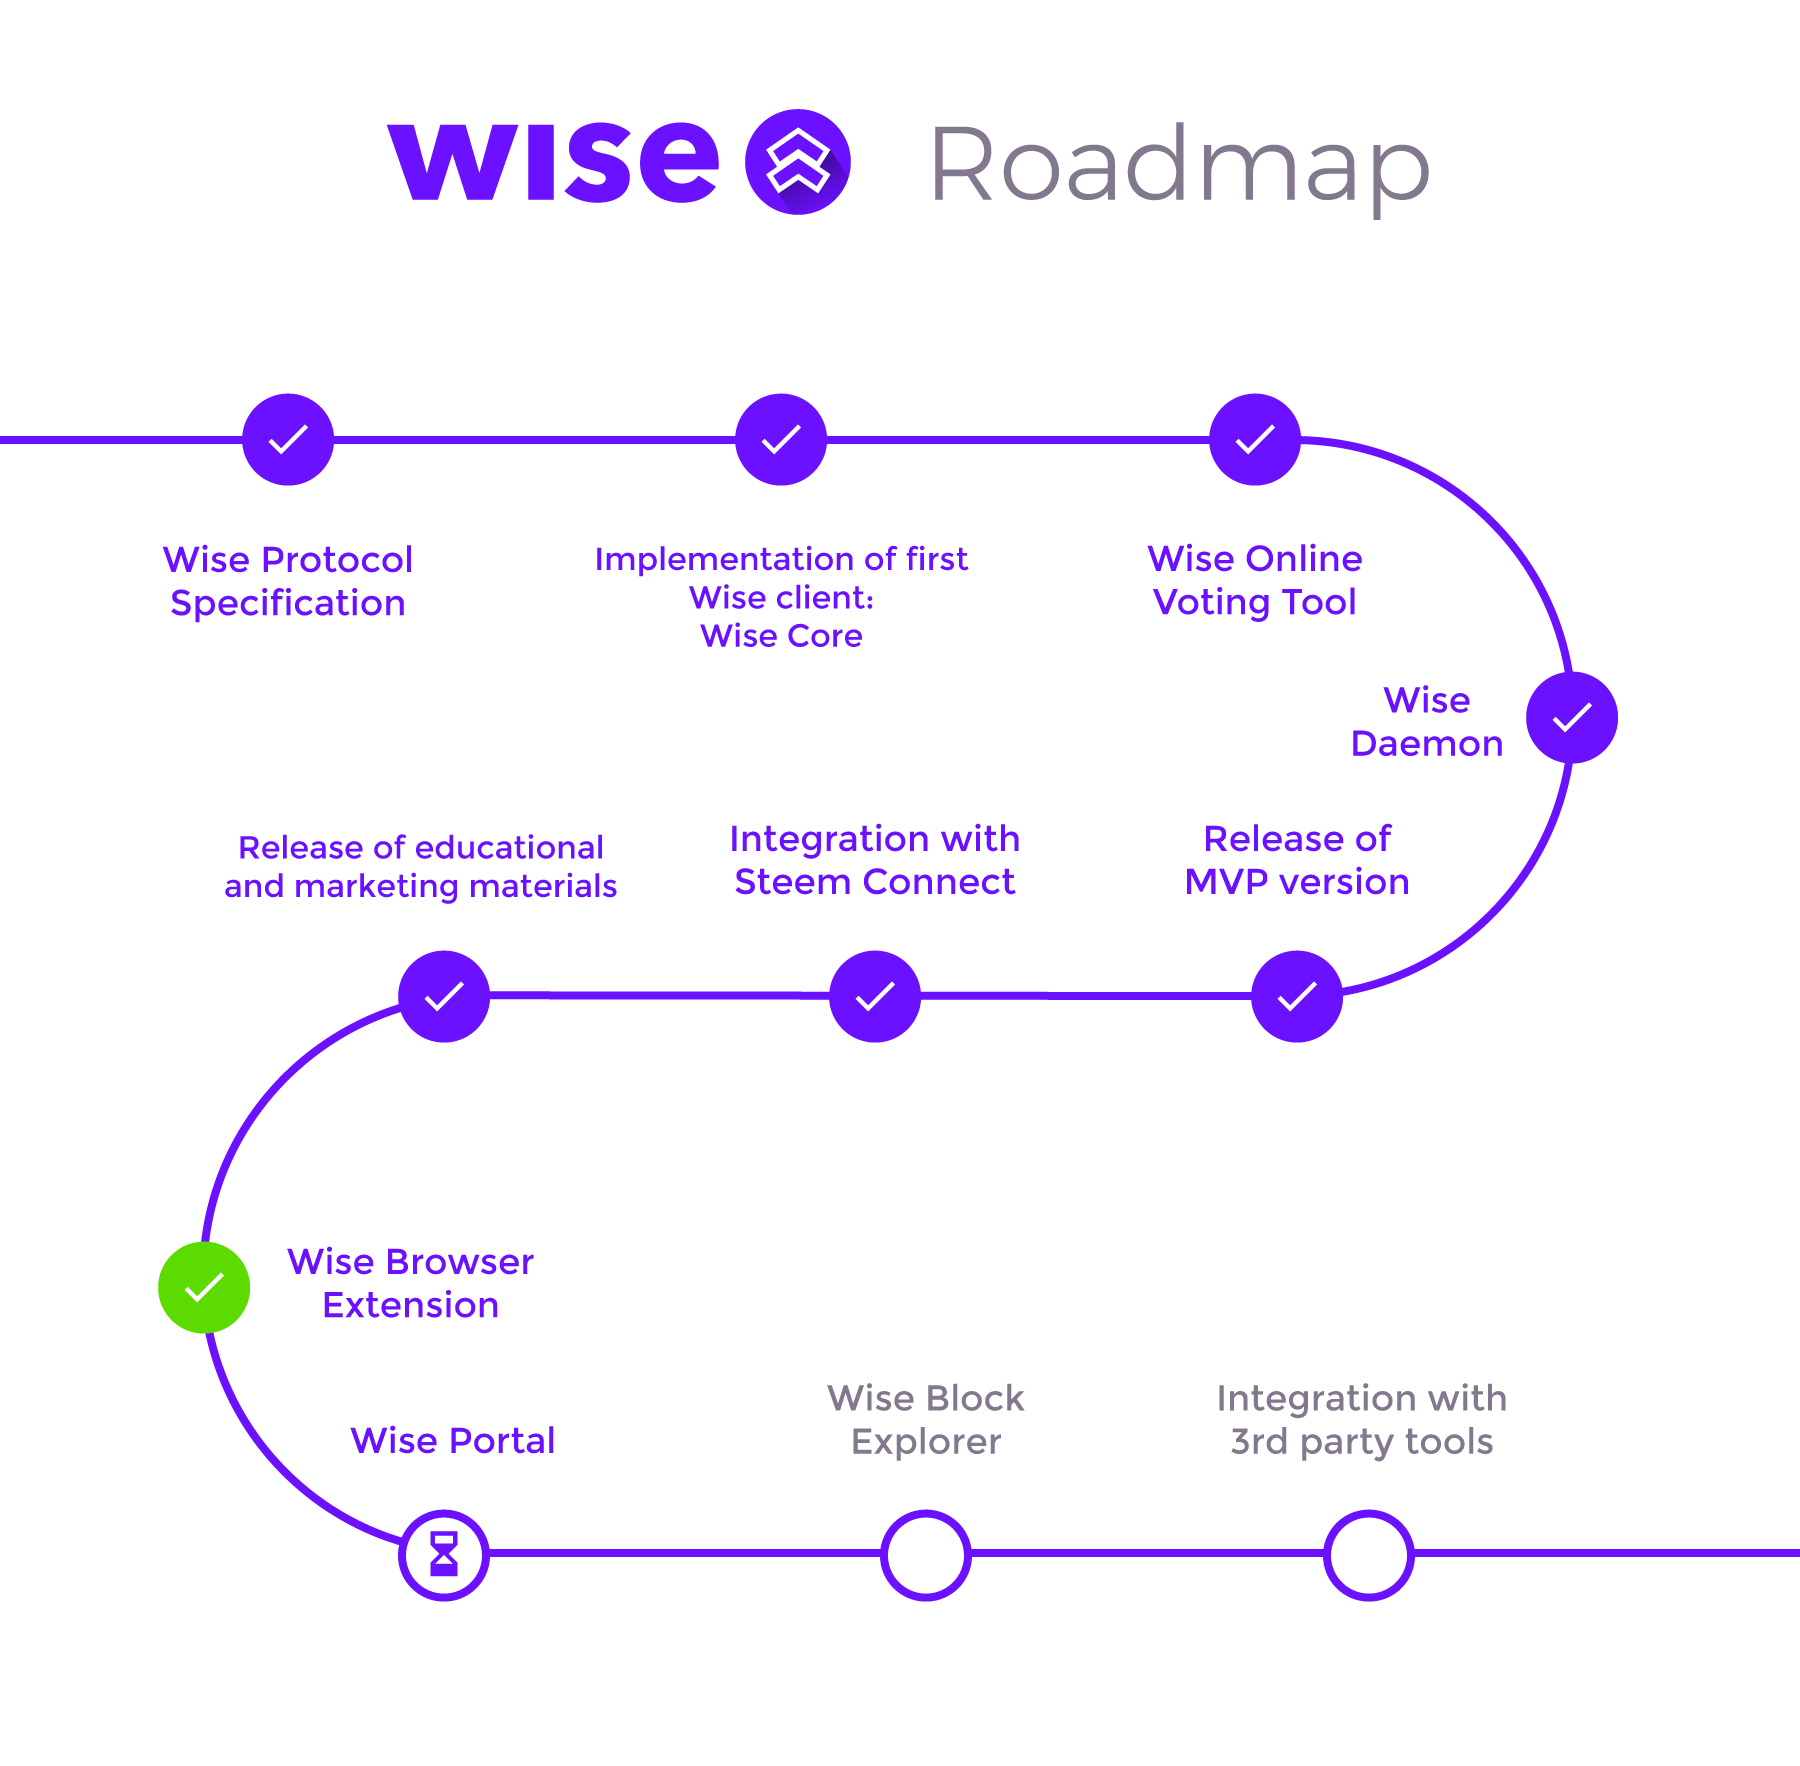 wise Roadmap
Wise Protocol
Specification
Implementation of first
Wise client:
Wise Core
Wise Online
Voting Tool
Wise
Daemon
Release of
MVP version
Integration with
Steem Connect
Release of educational
and marketing materials
Wise Browser
Extension
Wise Portal
Wise Block
Explorer
Integration with
3rd party tools